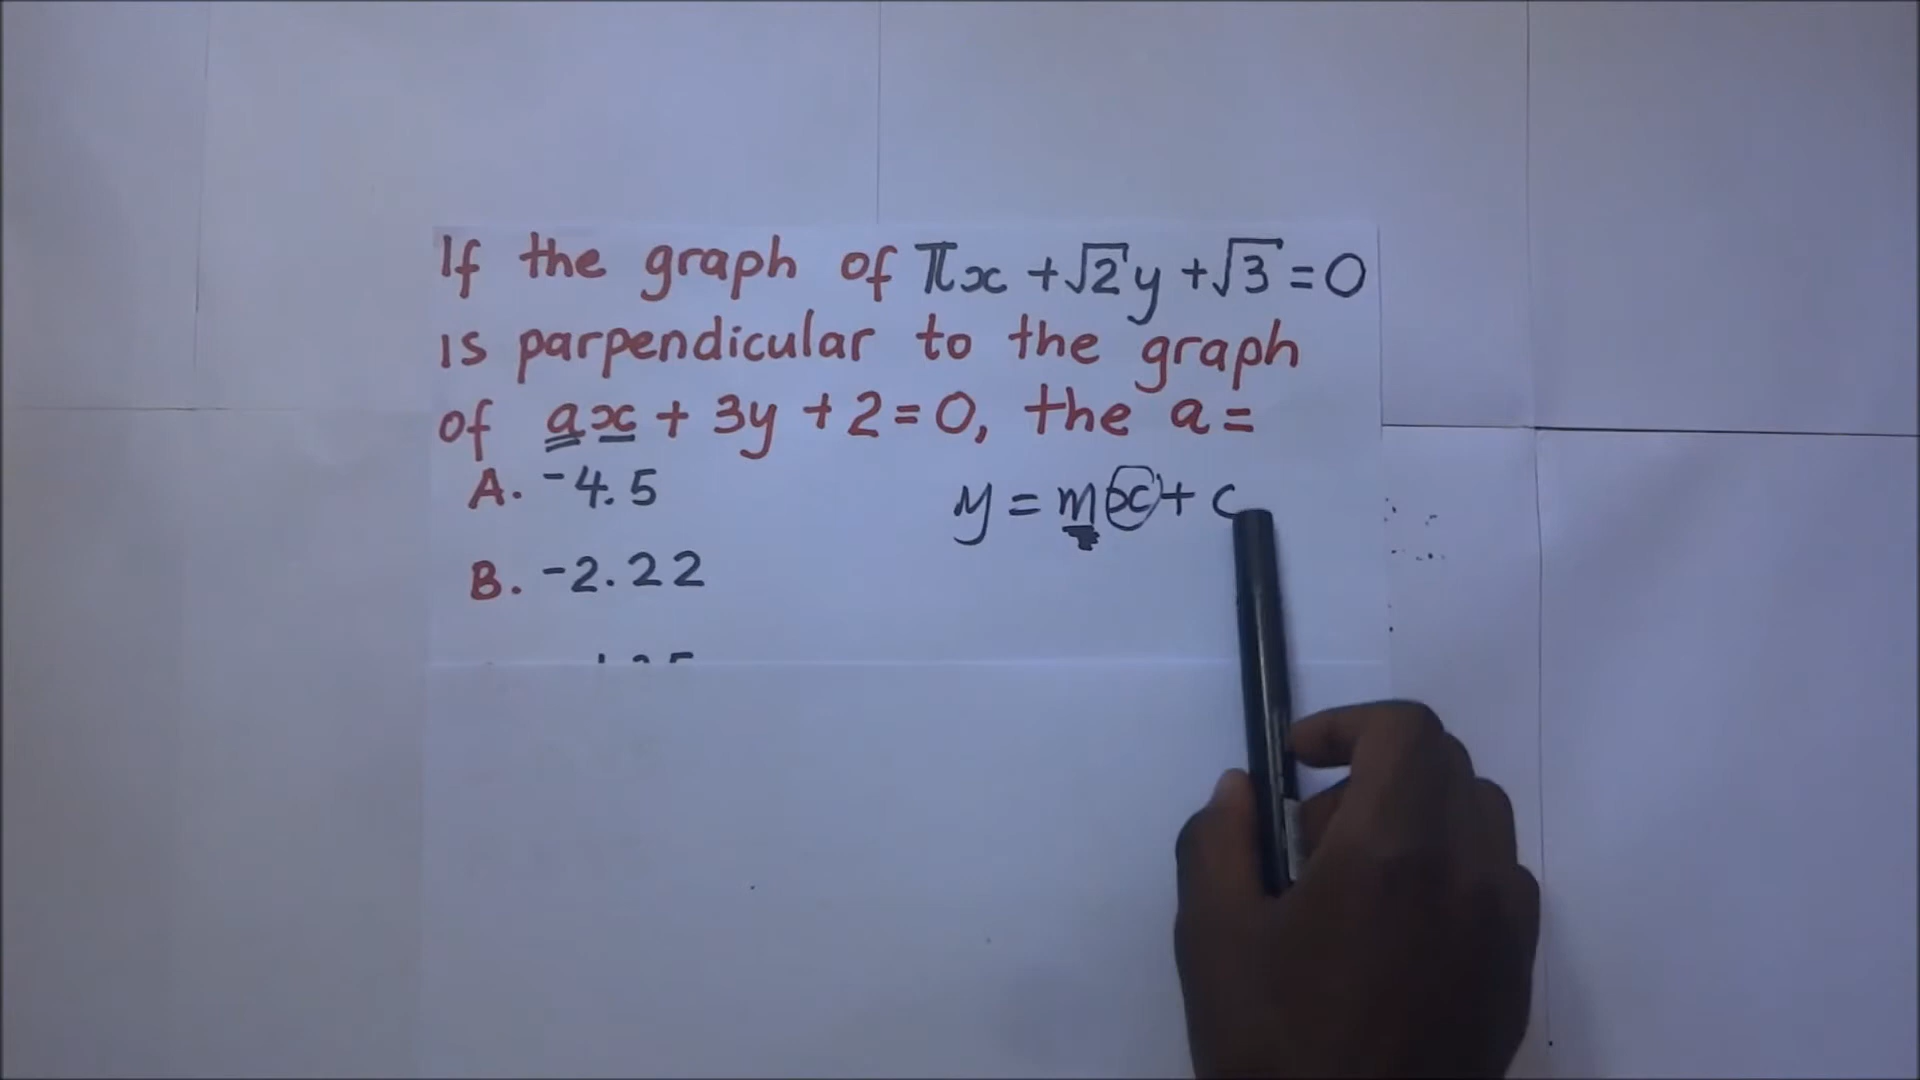 If the graph of πx + √2y + √3 = 0
is parpendicular to the graph
of ax + 3y + 2 = 0, the a =
A. -4.5
y = mx + c
B. -2.22